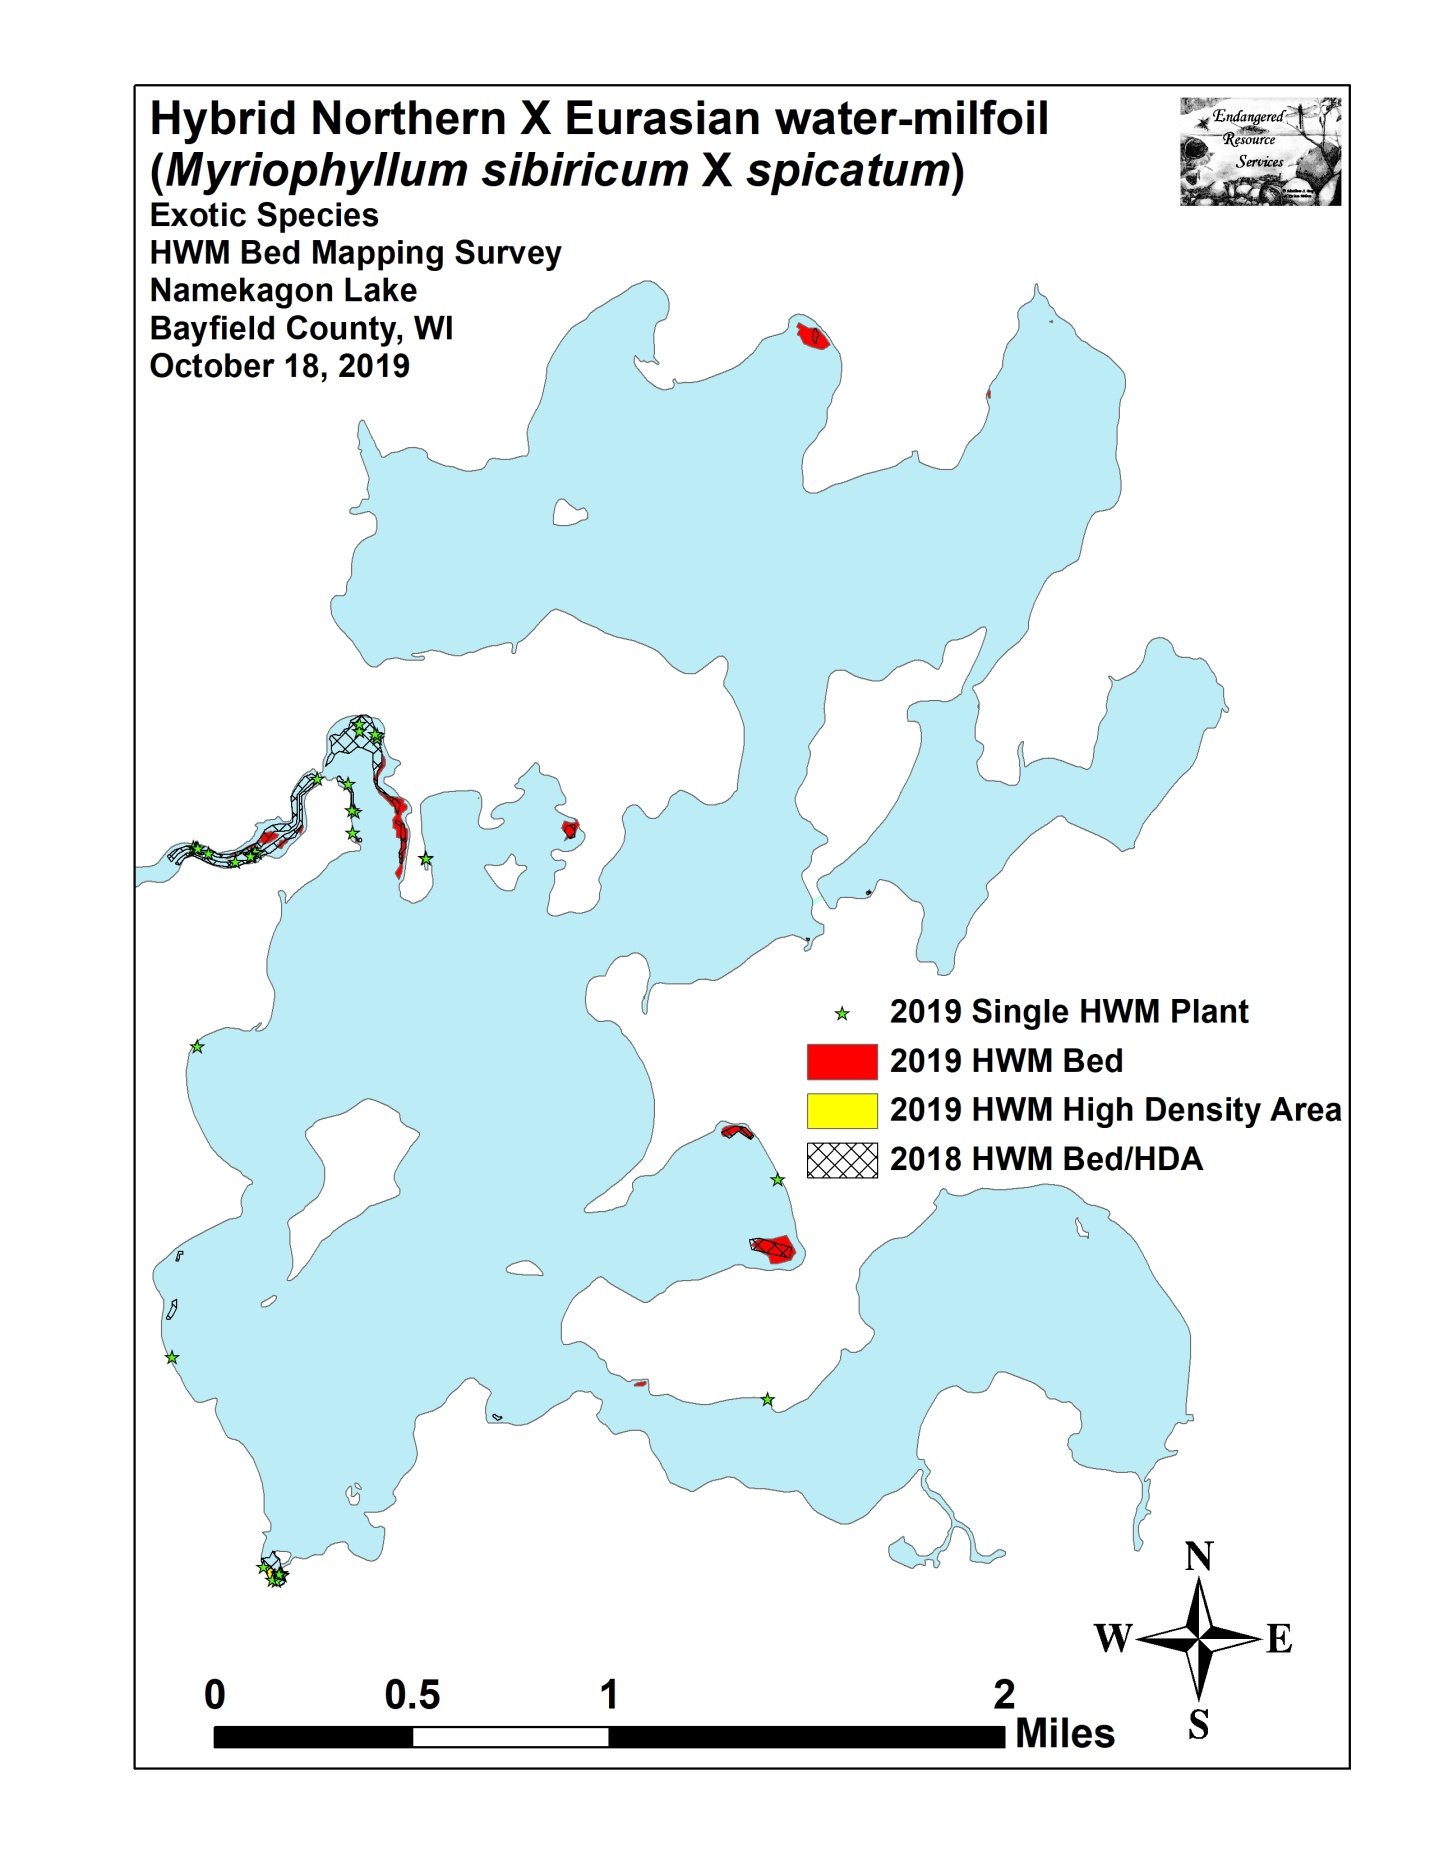 Hybrid Northern X Eurasian water-milfoil
(Myriophyllum sibiricum X spicatum)
Exotic Species
HWM Bed Mapping Survey
Namekagon Lake
Bayfield County, WI
October 18, 2019
Endangered
Resource
Services
2019 Single HWM Plant
2019 HWM Bed
2019 HWM High Density Area
2018 HWM Bed/HDA
N
W E
S
0 0.5 1 2
Miles